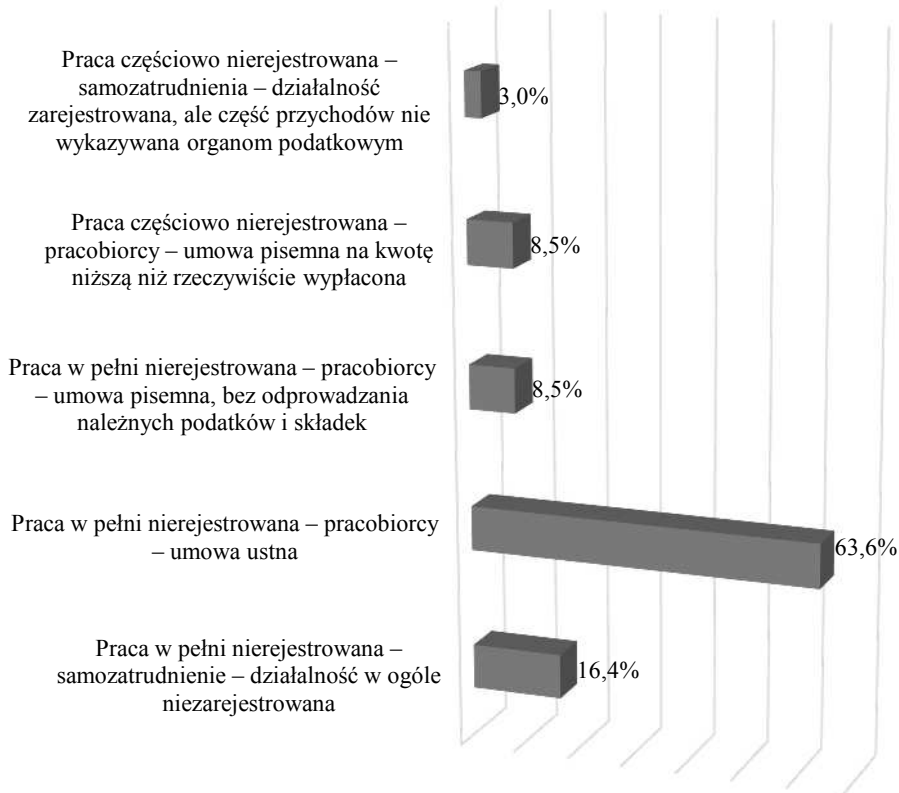 Praca częściowo nierejestrowana –
samozatrudnienia – działalność
zarejestrowana, ale część przychodów nie
wykazywana organom podatkowym
3,0%
Praca częściowo nierejestrowana –
pracobiorcy – umowa pisemna na kwotę
niższą niż rzeczywiście wypłacona
8,5%
Praca w pełni nierejestrowana – pracobiorcy
– umowa pisemna, bez odprowadzania
należnych podatków i składek
8,5%
Praca w pełni nierejestrowana – pracobiorcy
– umowa ustna
63,6%
Praca w pełni nierejestrowana –
samozatrudnienie – działalność w ogóle
niezarejestrowana
16,4%